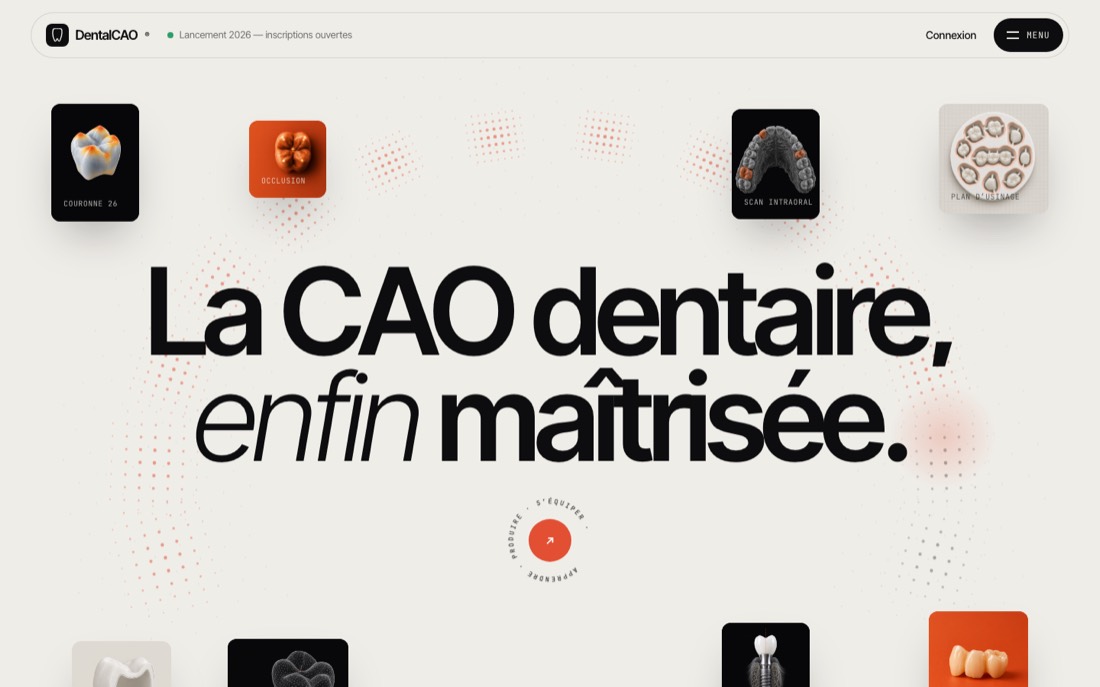 DentalCAO
Lancement 2026 — inscriptions ouvertes
Connexion
MENU
COURONNE 26
OCCLUSION
SCAN INTRAORAL
PLAN D'USINAGE
La CAO dentaire,
enfin maîtrisée.
S'ÉQUIPER · APPRENDRE · PRODUIRE ·